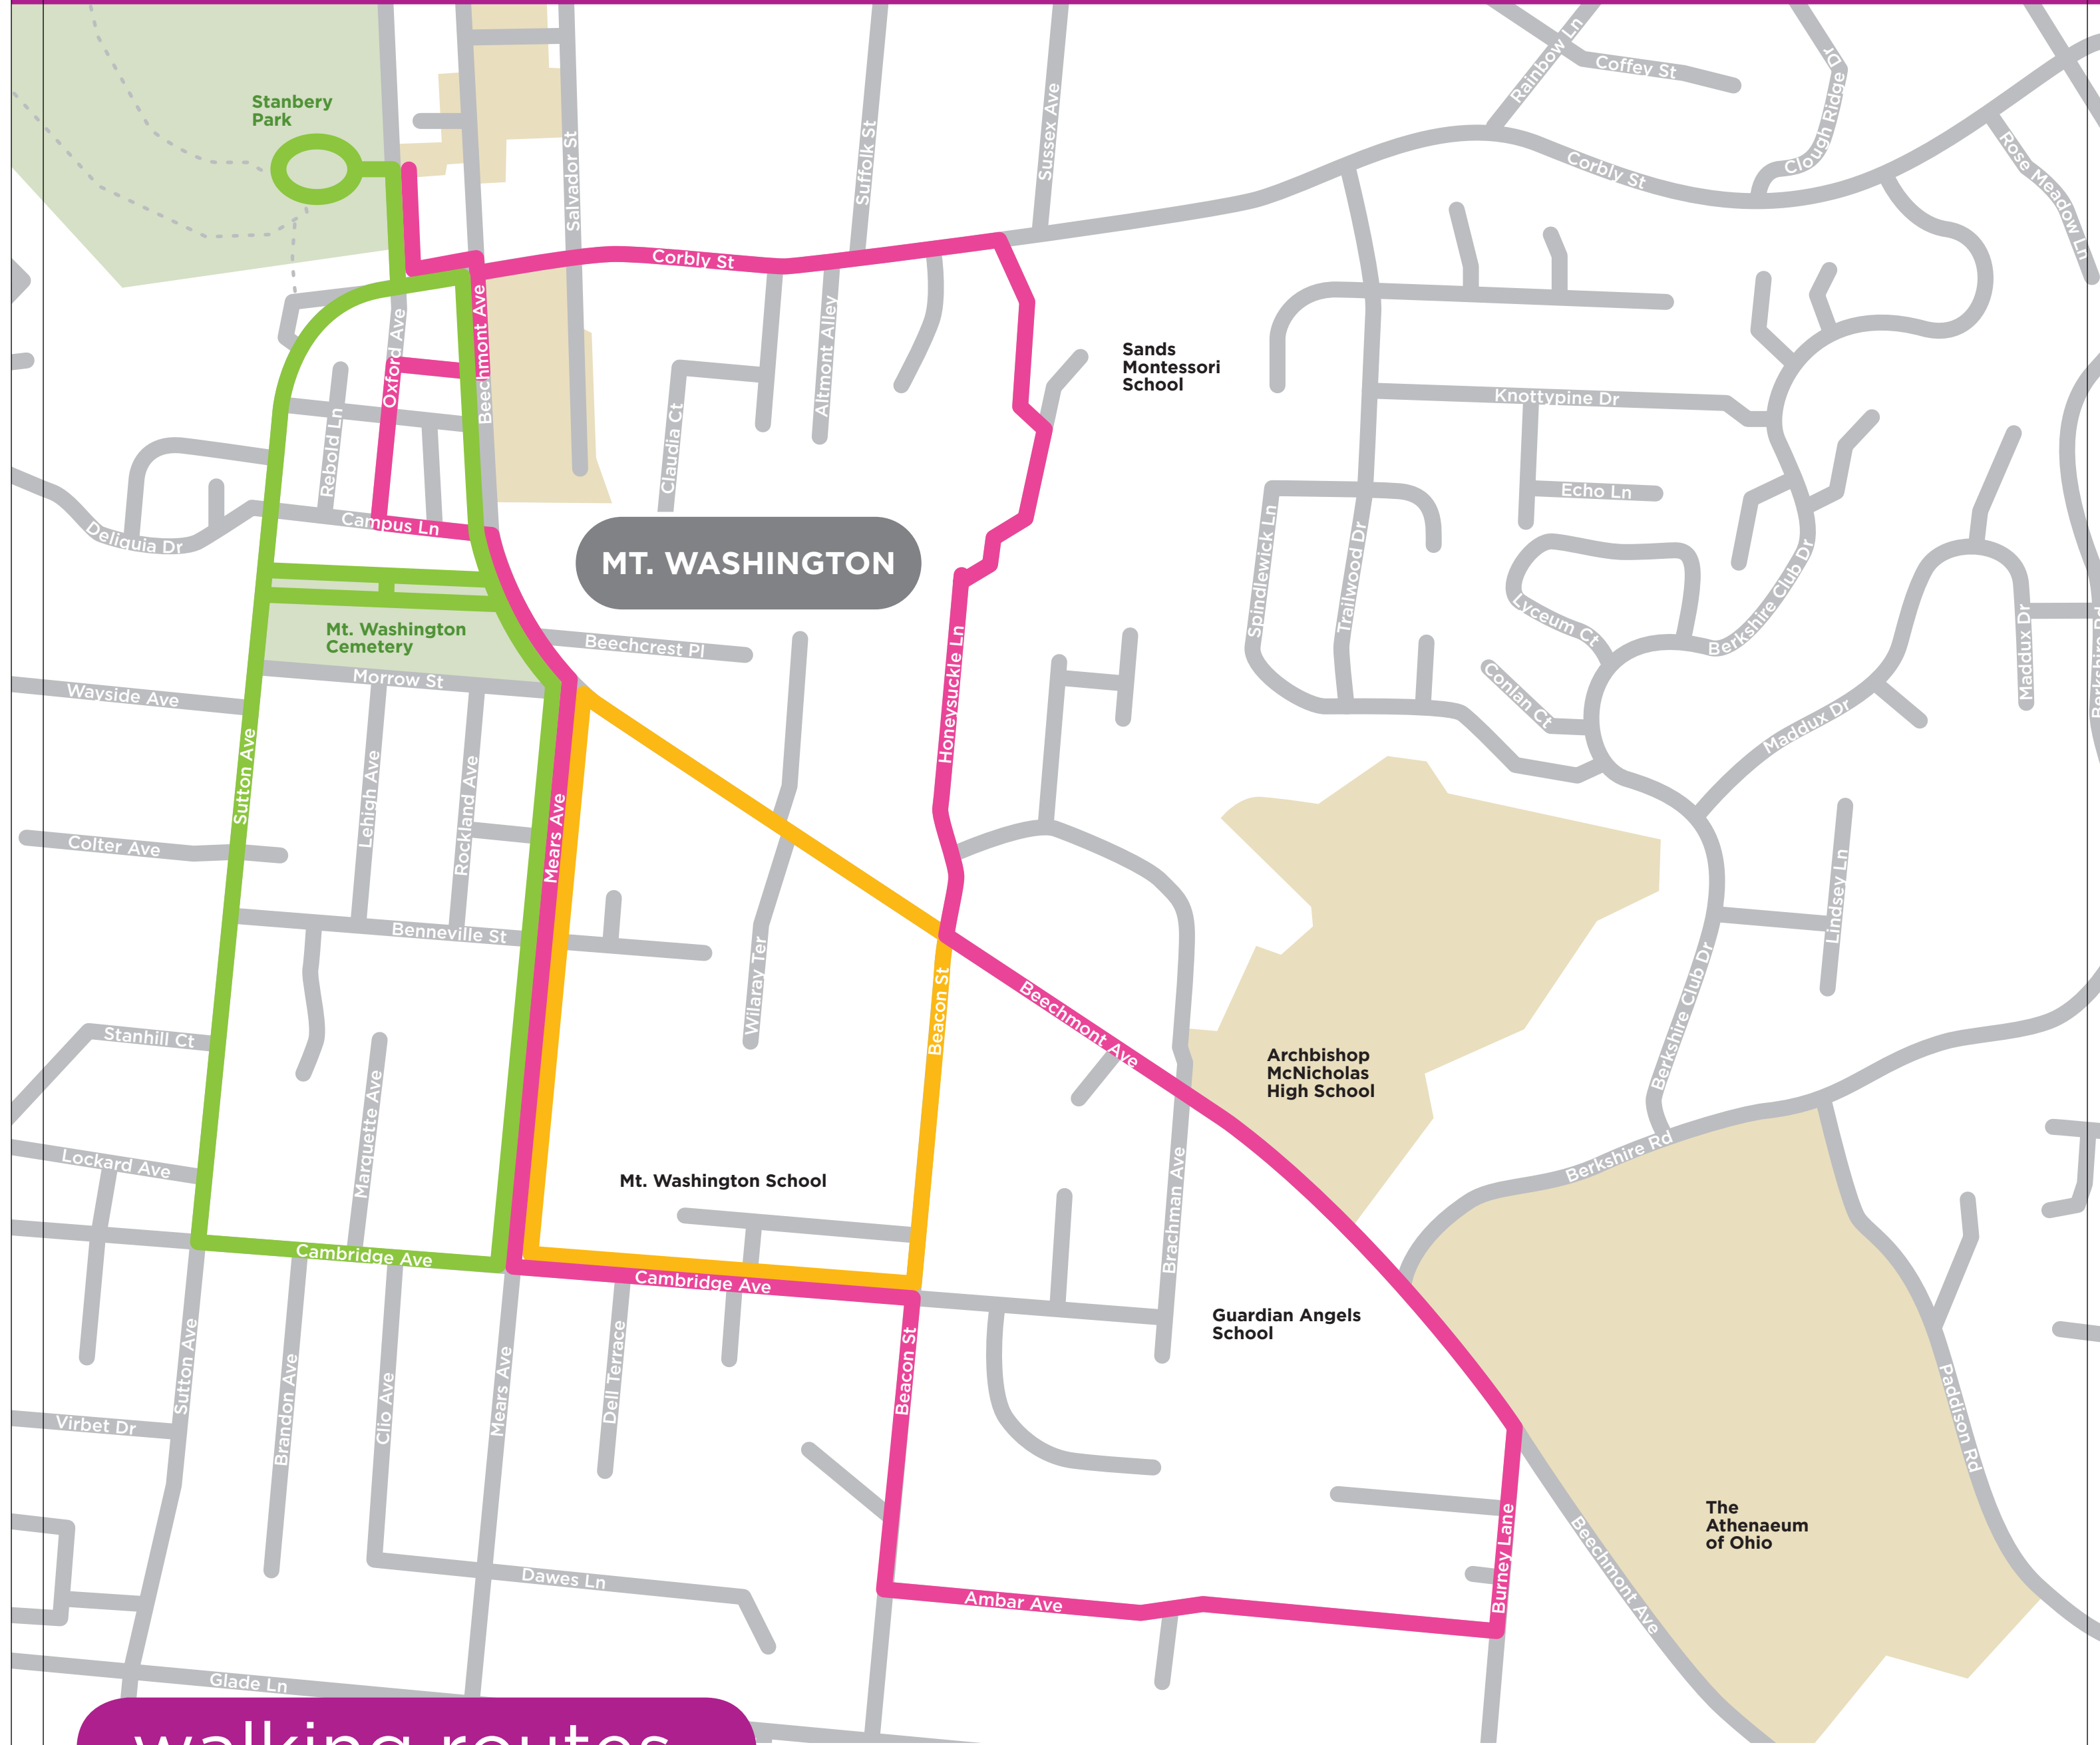 Stanbery
Park
Salvador St
Suffolk St
Sussex Ave
Rainbow Ln
Coffey St
Clough Ridge Dr
Corbly St
Rose Meadow Ln
Corbly St
Beechmont Ave
Oxford Ave
Altmont Alley
Rebold Ln
Claudia Ct
Sands
Montessori
School
Knottypine Dr
Echo Ln
Campus Ln
Deliquia Dr
MT. WASHINGTON
Spindlewick Ln
Trailwood Dr
Lyceum Ct
Berkshire Club Dr
Maddux Dr
Mt. Washington
Cemetery
Beechcrest Pl
Honeysuckle Ln
Morrow St
Wayside Ave
Conlan Ct
Maddux Dr
Sutton Ave
Lehigh Ave
Rockland Ave
Mears Ave
Colter Ave
Lindsey Ln
Benneville St
Wilaray Ter
Beacon St
Beechmont Ave
Berkshire Club Dr
Stanhill Ct
Marquette Ave
Archbishop
McNicholas
High School
Lockard Ave
Mt. Washington School
Brachman Ave
Berkshire Rd
Cambridge Ave
Cambridge Ave
Guardian Angels
School
Sutton Ave
Brandon Ave
Clio Ave
Mears Ave
Dell Terrace
Beacon St
Paddison Rd
Virbet Dr
The
Athenaeum
of Ohio
Burney Lane
Beechmont Ave
Dawes Ln
Ambar Ave
Glade Ln
walking routes